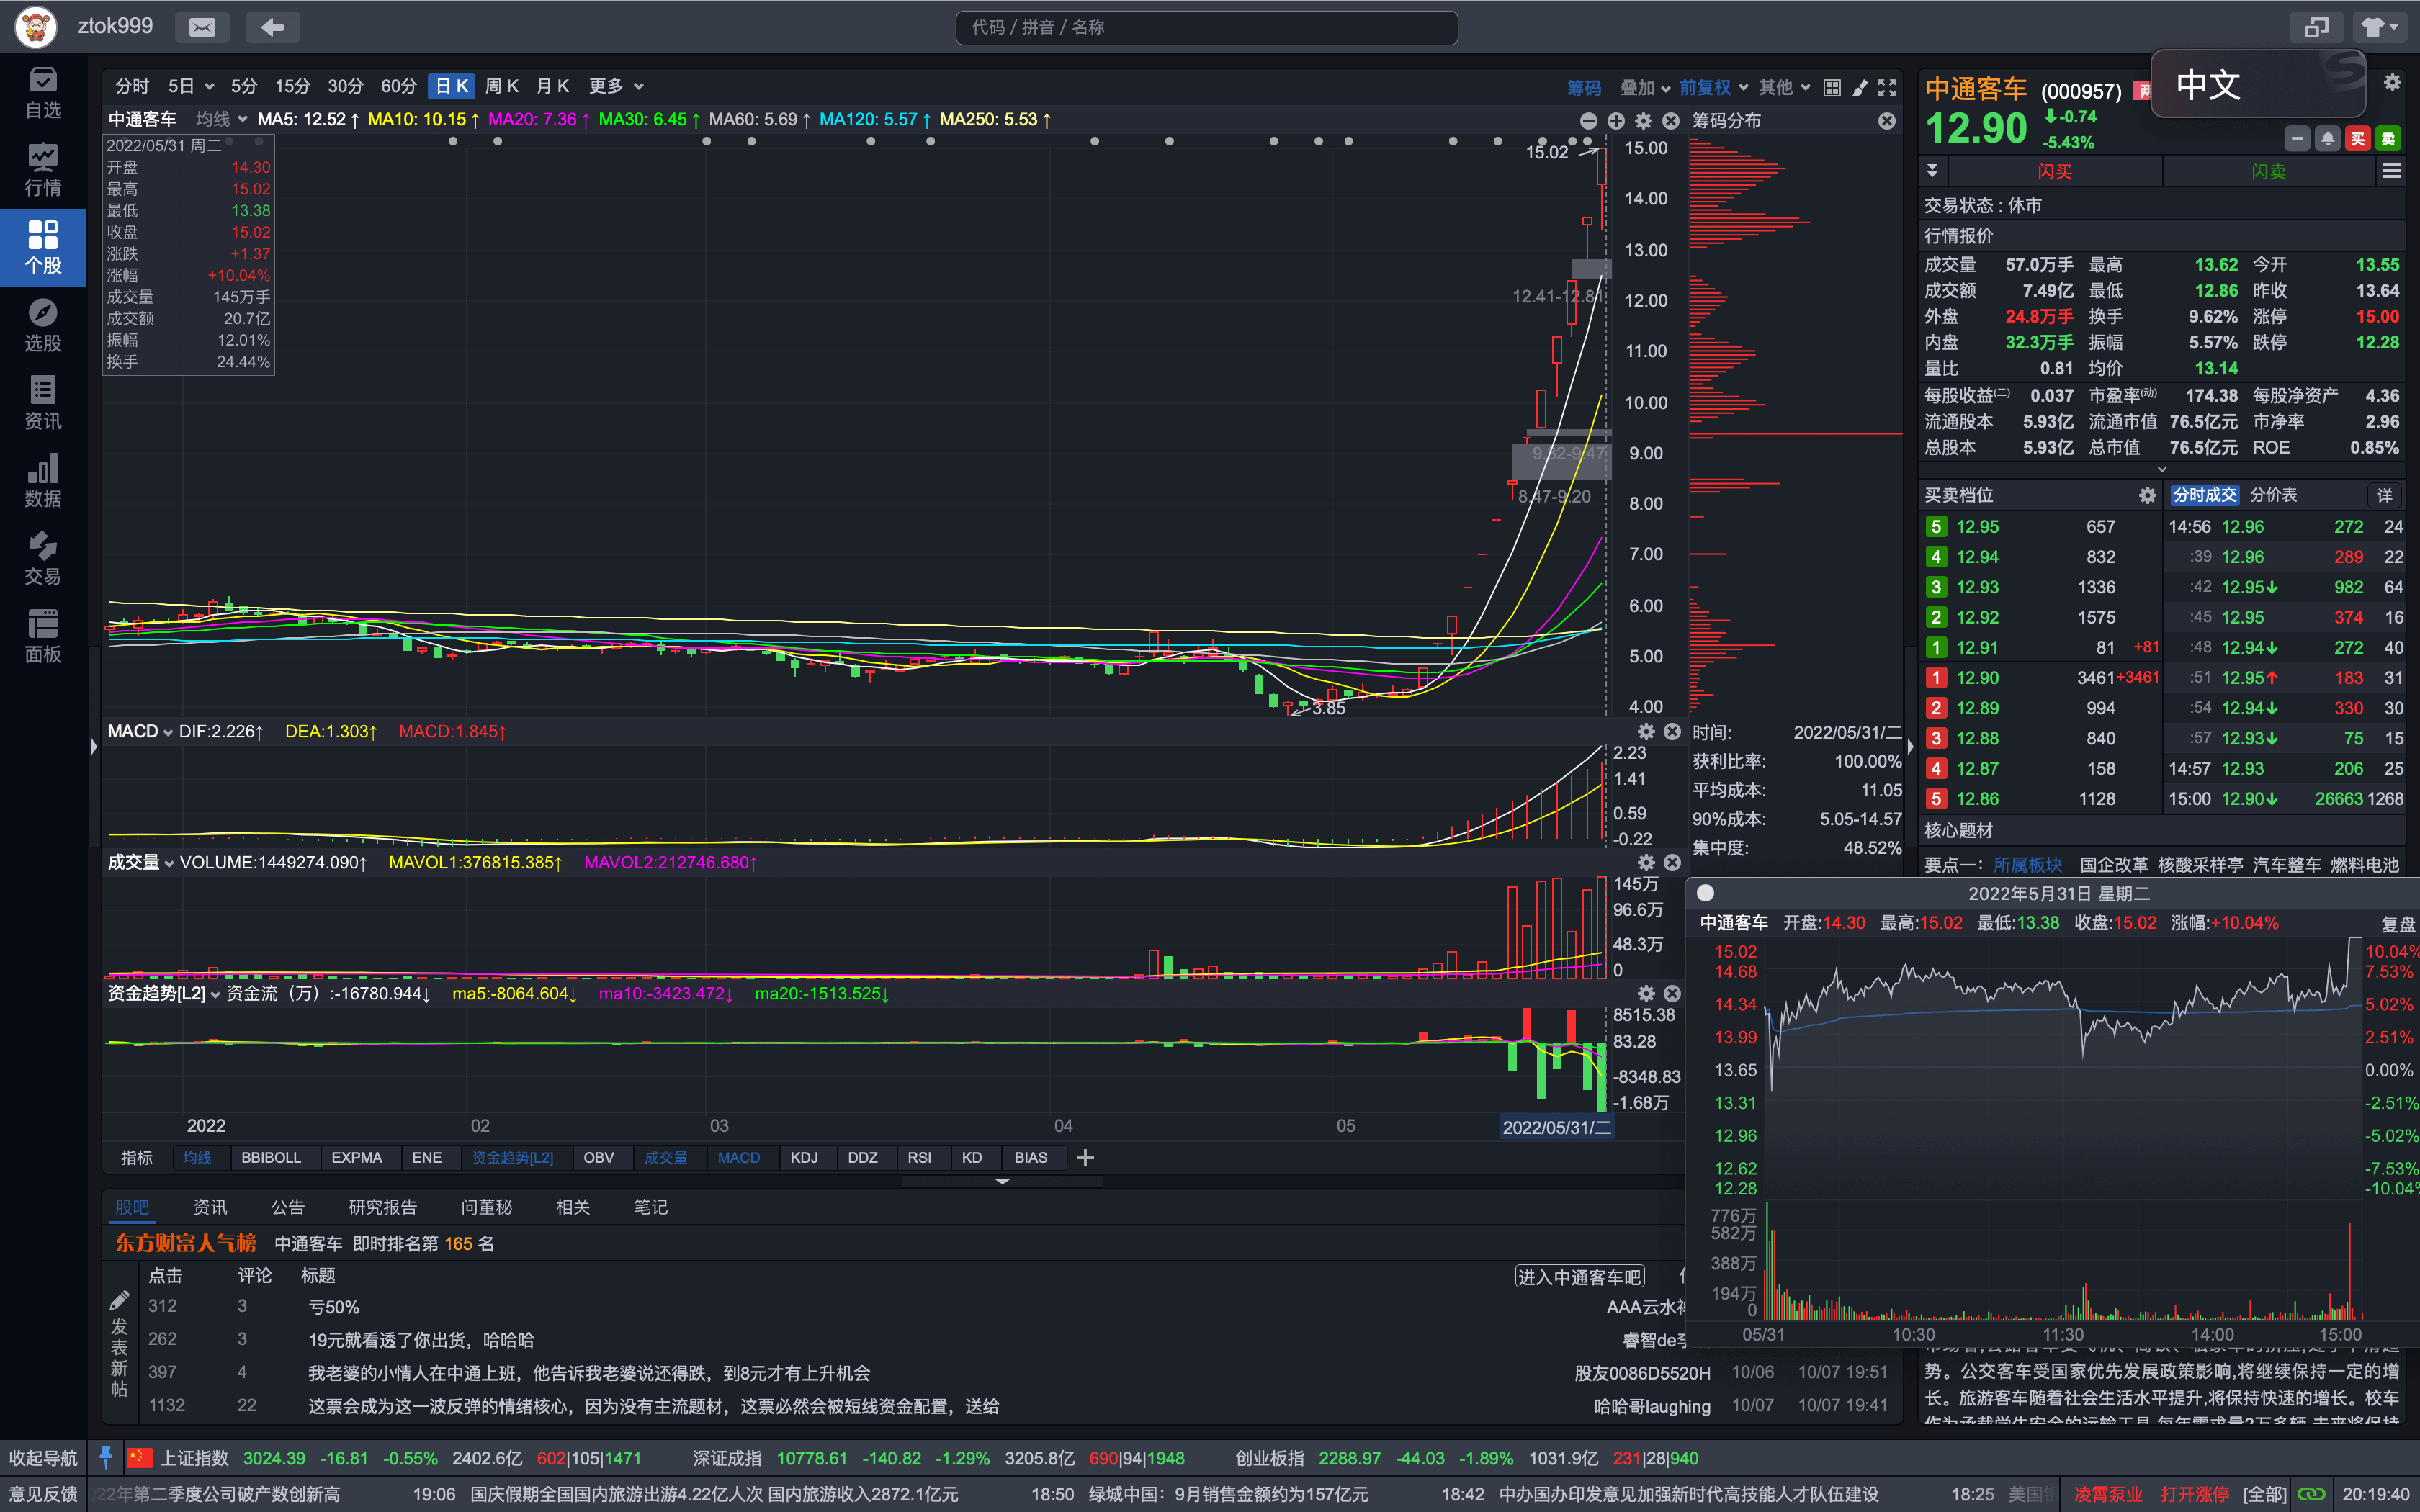 ztok999
代码 / 拼音 / 名称
中文
自选
行情
个股
选股
资讯
数据
交易
面板
分时 5日 5分 15分 30分 60分 日K 周K 月K 更多
筹码 叠加 前复权 其他
中通客车 均线 MA5: 12.52↑ MA10: 10.15↑ MA20: 7.36↑ MA30: 6.45↑ MA60: 5.69↑ MA120: 5.57↑ MA250: 5.53↑
筹码分布
2022/05/31 周二
开盘 14.30
最高 15.02
最低 13.38
收盘 15.02
涨跌 +1.37
涨幅 +10.04%
成交量 145万手
成交额 20.7亿
振幅 12.01%
换手 24.44%
15.02
12.41-12.81
9.32-9.47
8.47-9.20
3.85
15.00
14.00
13.00
12.00
11.00
10.00
9.00
8.00
7.00
6.00
5.00
4.00
MACD DIF:2.226↑ DEA:1.303↑ MACD:1.845↑
2.23
1.41
0.59
-0.22
成交量 VOLUME:1449274.090↑ MAVOL1:376815.385↑ MAVOL2:212746.680↑
145万
96.6万
48.3万
0
资金趋势[L2] 资金流（万）:-16780.944↓ ma5:-8064.604↓ ma10:-3423.472↓ ma20:-1513.525↓
8515.38
83.28
-8348.83
-1.68万
2022 02 03 04 05 2022/05/31/二
指标 均线 BBIBOLL EXPMA ENE 资金趋势[L2] OBV 成交量 MACD KDJ DDZ RSI KD BIAS
时间: 2022/05/31/二
获利比率: 100.00%
平均成本: 11.05
90%成本: 5.05-14.57
集中度: 48.52%
中通客车 (000957) 两
12.90 -0.74
-5.43%
买 卖
闪买 闪卖
交易状态 : 休市
行情报价
成交量 57.0万手 最高 13.62 今开 13.55
成交额 7.49亿 最低 12.86 昨收 13.64
外盘 24.8万手 换手 9.62% 涨停 15.00
内盘 32.3万手 振幅 5.57% 跌停 12.28
量比 0.81 均价 13.14
每股收益(二) 0.037 市盈率(动) 174.38 每股净资产 4.36
流通股本 5.93亿 流通市值 76.5亿元 市净率 2.96
总股本 5.93亿 总市值 76.5亿元 ROE 0.85%
买卖档位 分时成交 分价表 详
5 12.95 657
4 12.94 832
3 12.93 1336
2 12.92 1575
1 12.91 81 +81
1 12.90 3461 +3461
2 12.89 994
3 12.88 840
4 12.87 158
5 12.86 1128
14:56 12.96 272 24
:39 12.96 289 22
:42 12.95↓ 982 64
:45 12.95 374 16
:48 12.94↓ 272 40
:51 12.95↑ 183 31
:54 12.94↓ 330 30
:57 12.93↓ 75 15
14:57 12.93 206 25
15:00 12.90↓ 26663 1268
核心题材
要点一： 所属板块 国企改革 核酸采样亭 汽车整车 燃料电池
2022年5月31日 星期二
中通客车 开盘:14.30 最高:15.02 最低:13.38 收盘:15.02 涨幅:+10.04% 复盘
15.02 10.04%
14.68 7.53%
14.34 5.02%
13.99 2.51%
13.65 0.00%
13.31 -2.51%
12.96 -5.02%
12.62 -7.53%
12.28 -10.04%
776万
582万
388万
194万
0
05/31 10:30 11:30 14:00 15:00
势。公交客车受国家优先发展政策影响,将继续保持一定的增
长。旅游客车随着社会生活水平提升,将保持快速的增长。校车
股吧 资讯 公告 研究报告 问董秘 相关 笔记
东方财富人气榜 中通客车 即时排名第 165 名
发表新帖
点击 评论 标题 进入中通客车吧
312 3 亏50% AAA云水
262 3 19元就看透了你出货，哈哈哈 睿智de
397 4 我老婆的小情人在中通上班，他告诉我老婆说还得跌，到8元才有上升机会 股友0086D5520H 10/06 10/07 19:51
1132 22 这票会成为这一波反弹的情绪核心，因为没有主流题材，这票必然会被短线资金配置，送给 哈哈哥laughing 10/07 10/07 19:41
收起导航 上证指数 3024.39 -16.81 -0.55% 2402.6亿 602|105|1471 深证成指 10778.61 -140.82 -1.29% 3205.8亿 690|94|1948 创业板指 2288.97 -44.03 -1.89% 1031.9亿 231|28|940
意见反馈 022年第二季度公司破产数创新高 19:06 国庆假期全国国内旅游出游4.22亿人次 国内旅游收入2872.1亿元 18:50 绿城中国：9月销售金额约为157亿元 18:42 中办国办印发意见加强新时代高技能人才队伍建设 18:25 美国银 凌霄泵业 打开涨停 [全部] 20:19:40